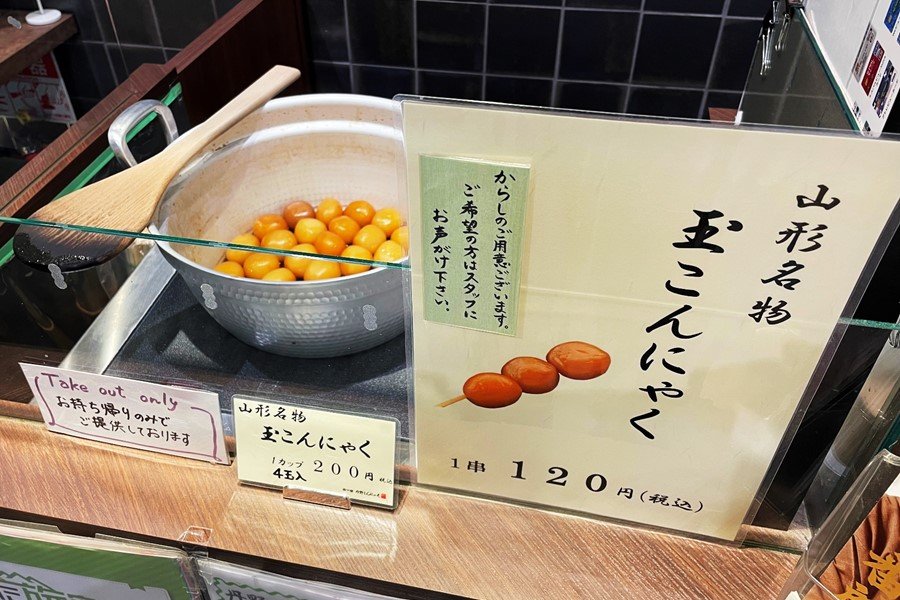 山形名物
玉こんにゃく
からしのご用意ございます。
ご希望の方はスタッフに
お声がけ下さい。
1串 120円(税込)
Take out only
お持ち帰りのみで
ご提供しております
山形名物
玉こんにゃく
1カップ 200円 税込
4玉入